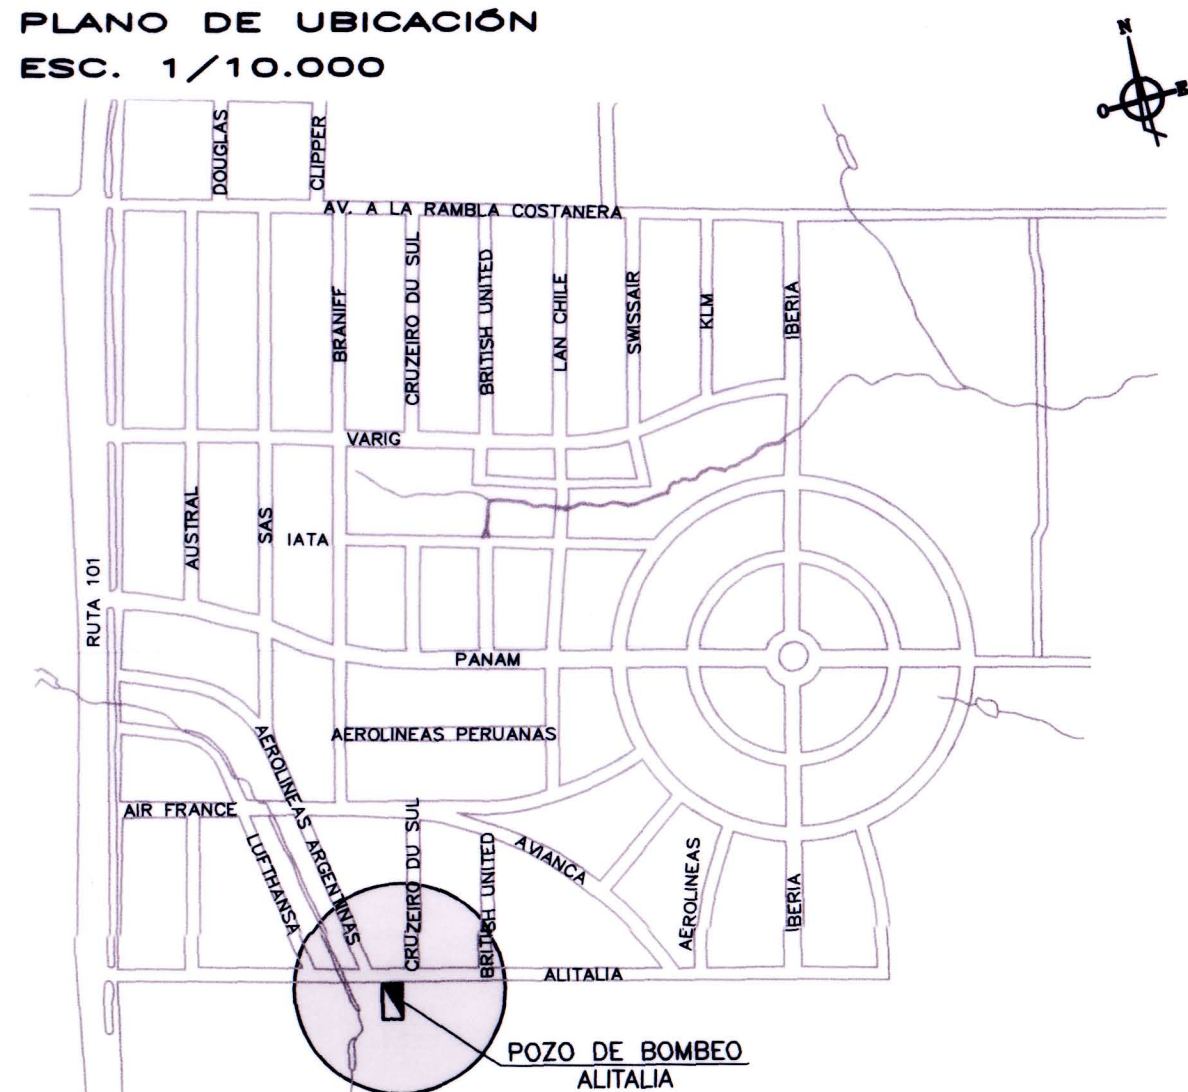 PLANO DE UBICACIÓN
ESC. 1/10.000
N
O
E
DOUGLAS
CLIPPER
AV. A LA RAMBLA COSTANERA
BRANIFF
CRUZEIRO DU SUL
BRITISH UNITED
LAN CHILE
SWISSAIR
KLM
IBERIA
VARIG
AUSTRAL
SAS
IATA
RUTA 101
PANAM
AEROLINEAS PERUANAS
AEROLINEAS ARGENTINAS
AIR FRANCE
LUFTHANSA
CRUZEIRO DU SUL
BRITISH UNITED
AVIANCA
AEROLINEAS
IBERIA
ALITALIA
POZO DE BOMBEO
ALITALIA